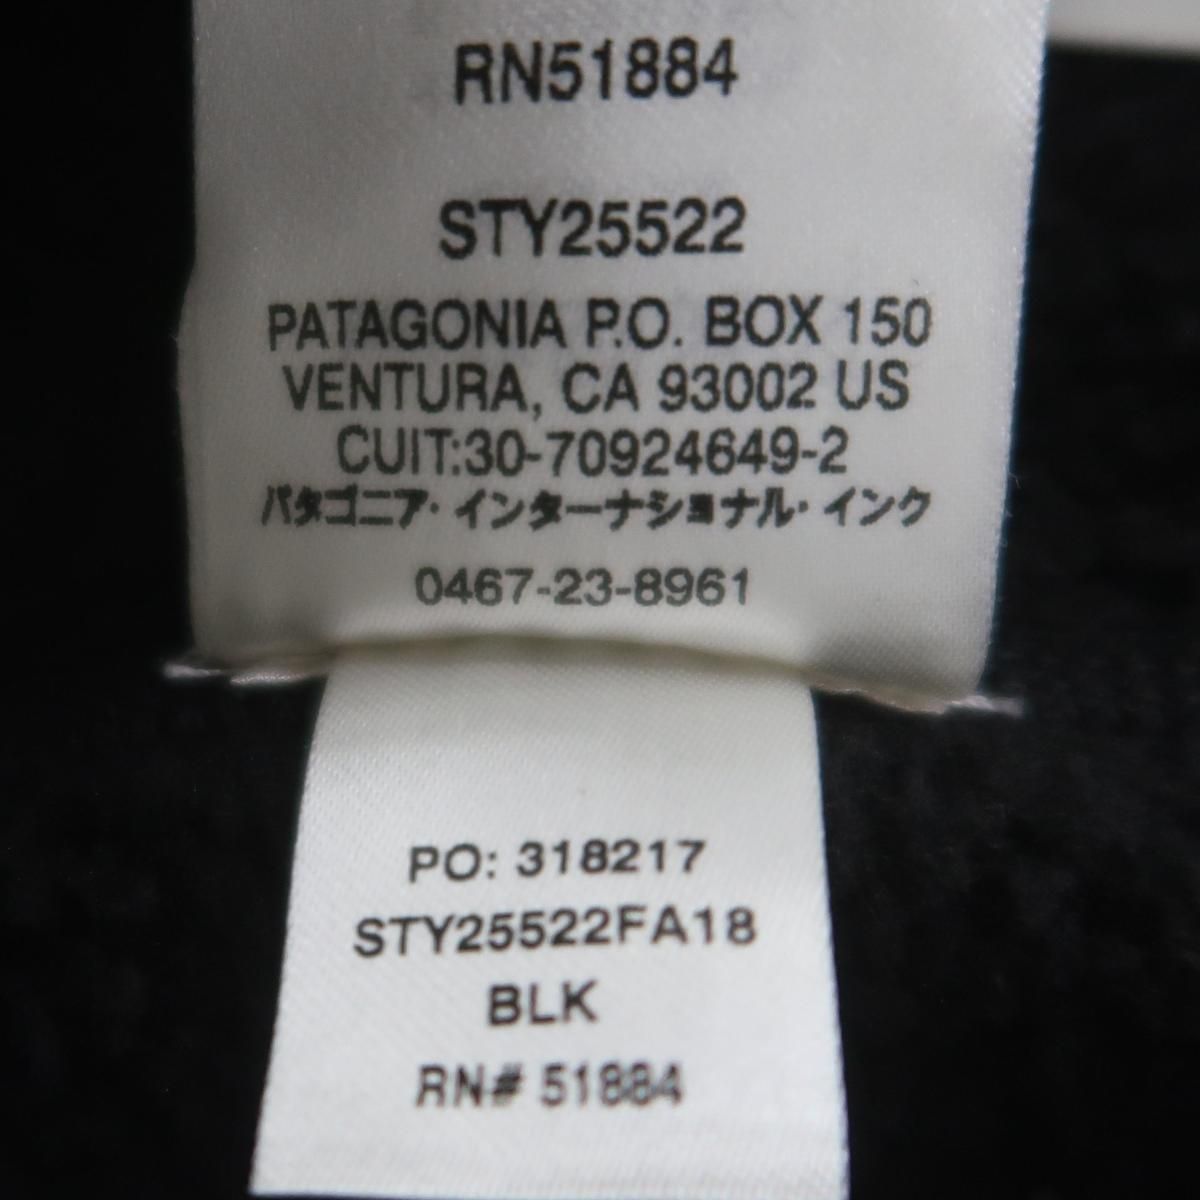 RN51884
STY25522
PATAGONIA P.O. BOX 150
VENTURA, CA 93002 US
CUIT:30-70924649-2
パタゴニア・インターナショナル・インク
0467-23-8961
PO: 318217
STY25522FA18
BLK
RN# 51884